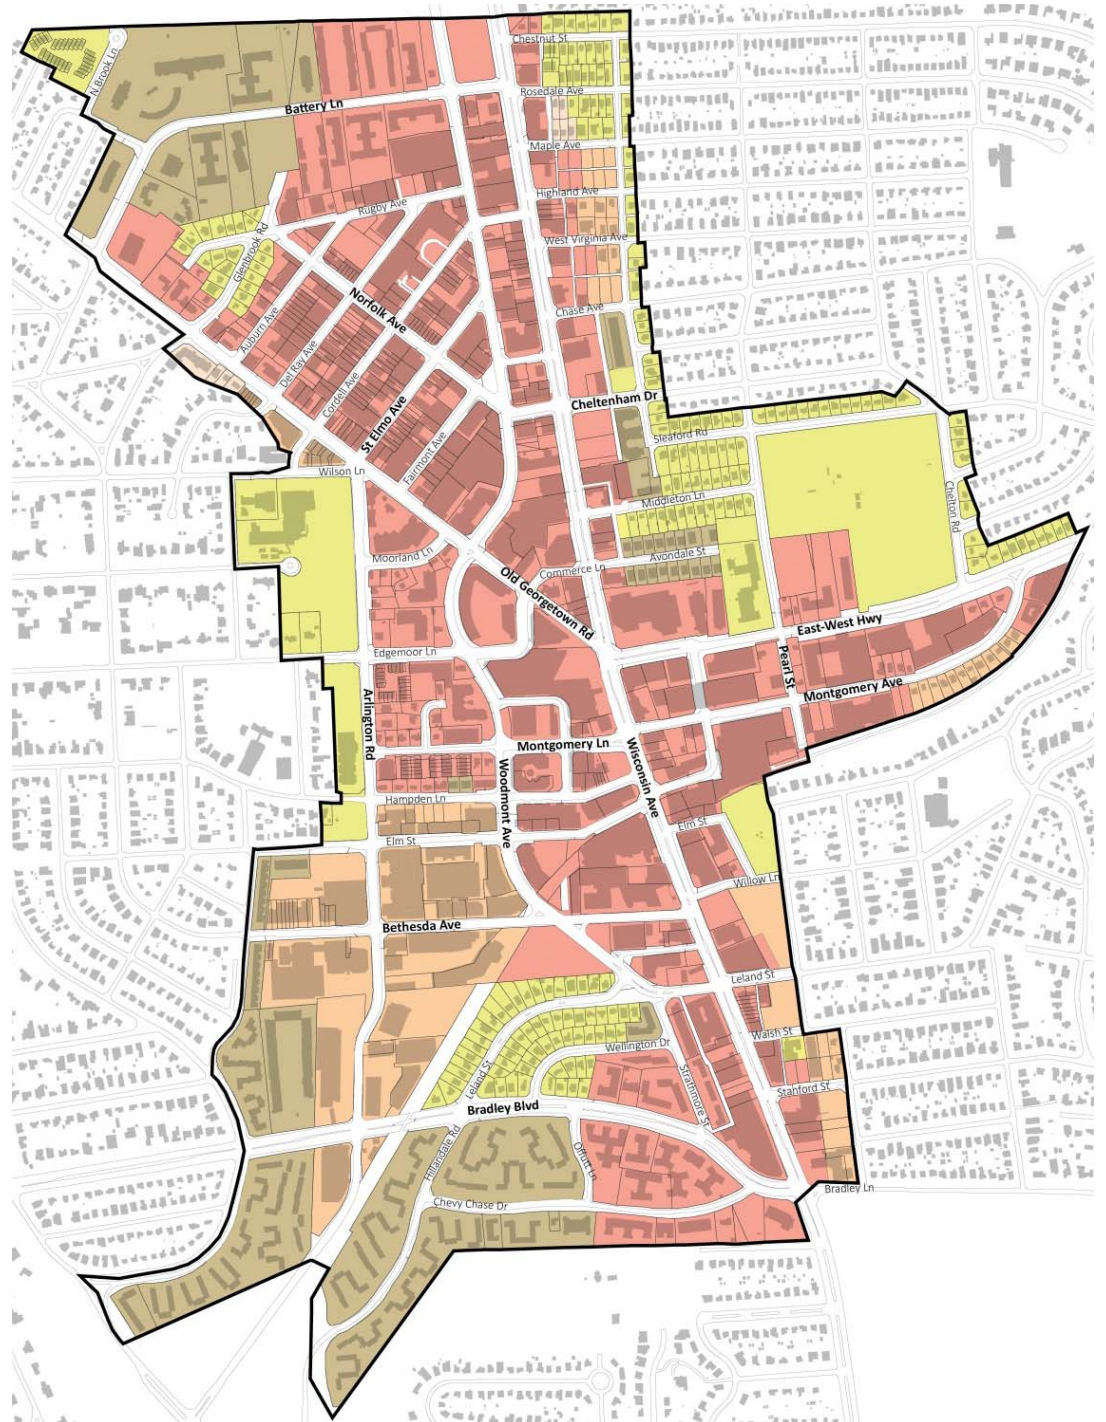 Chestnut St
N Brook Ln
Rosedale Ave
Battery Ln
Maple Ave
Highland Ave
Rugby Ave
Glenbrook Rd
West Virginia Ave
Norfolk Ave
Chase Ave
Auburn Ave
Del Ray Ave
Cordell Ave
Cheltenham Dr
St Elmo Ave
Sleaford Rd
Fairmont Ave
Wilson Ln
Middleton Ln
Chelton Rd
Moorland Ln
Avondale St
Commerce Ln
Old Georgetown Rd
East-West Hwy
Edgemoor Ln
Pearl St
Montgomery Ave
Arlington Rd
Montgomery Ln
Wisconsin Ave
Woodmont Ave
Hampden Ln
Elm St
Elm St
Willow Ln
Bethesda Ave
Leland St
Walsh St
Wellington Dr
Leland St
Strathmore St
Stanford St
Bradley Blvd
Hillandale Rd
Offutt Ln
Bradley Ln
Chevy Chase Dr